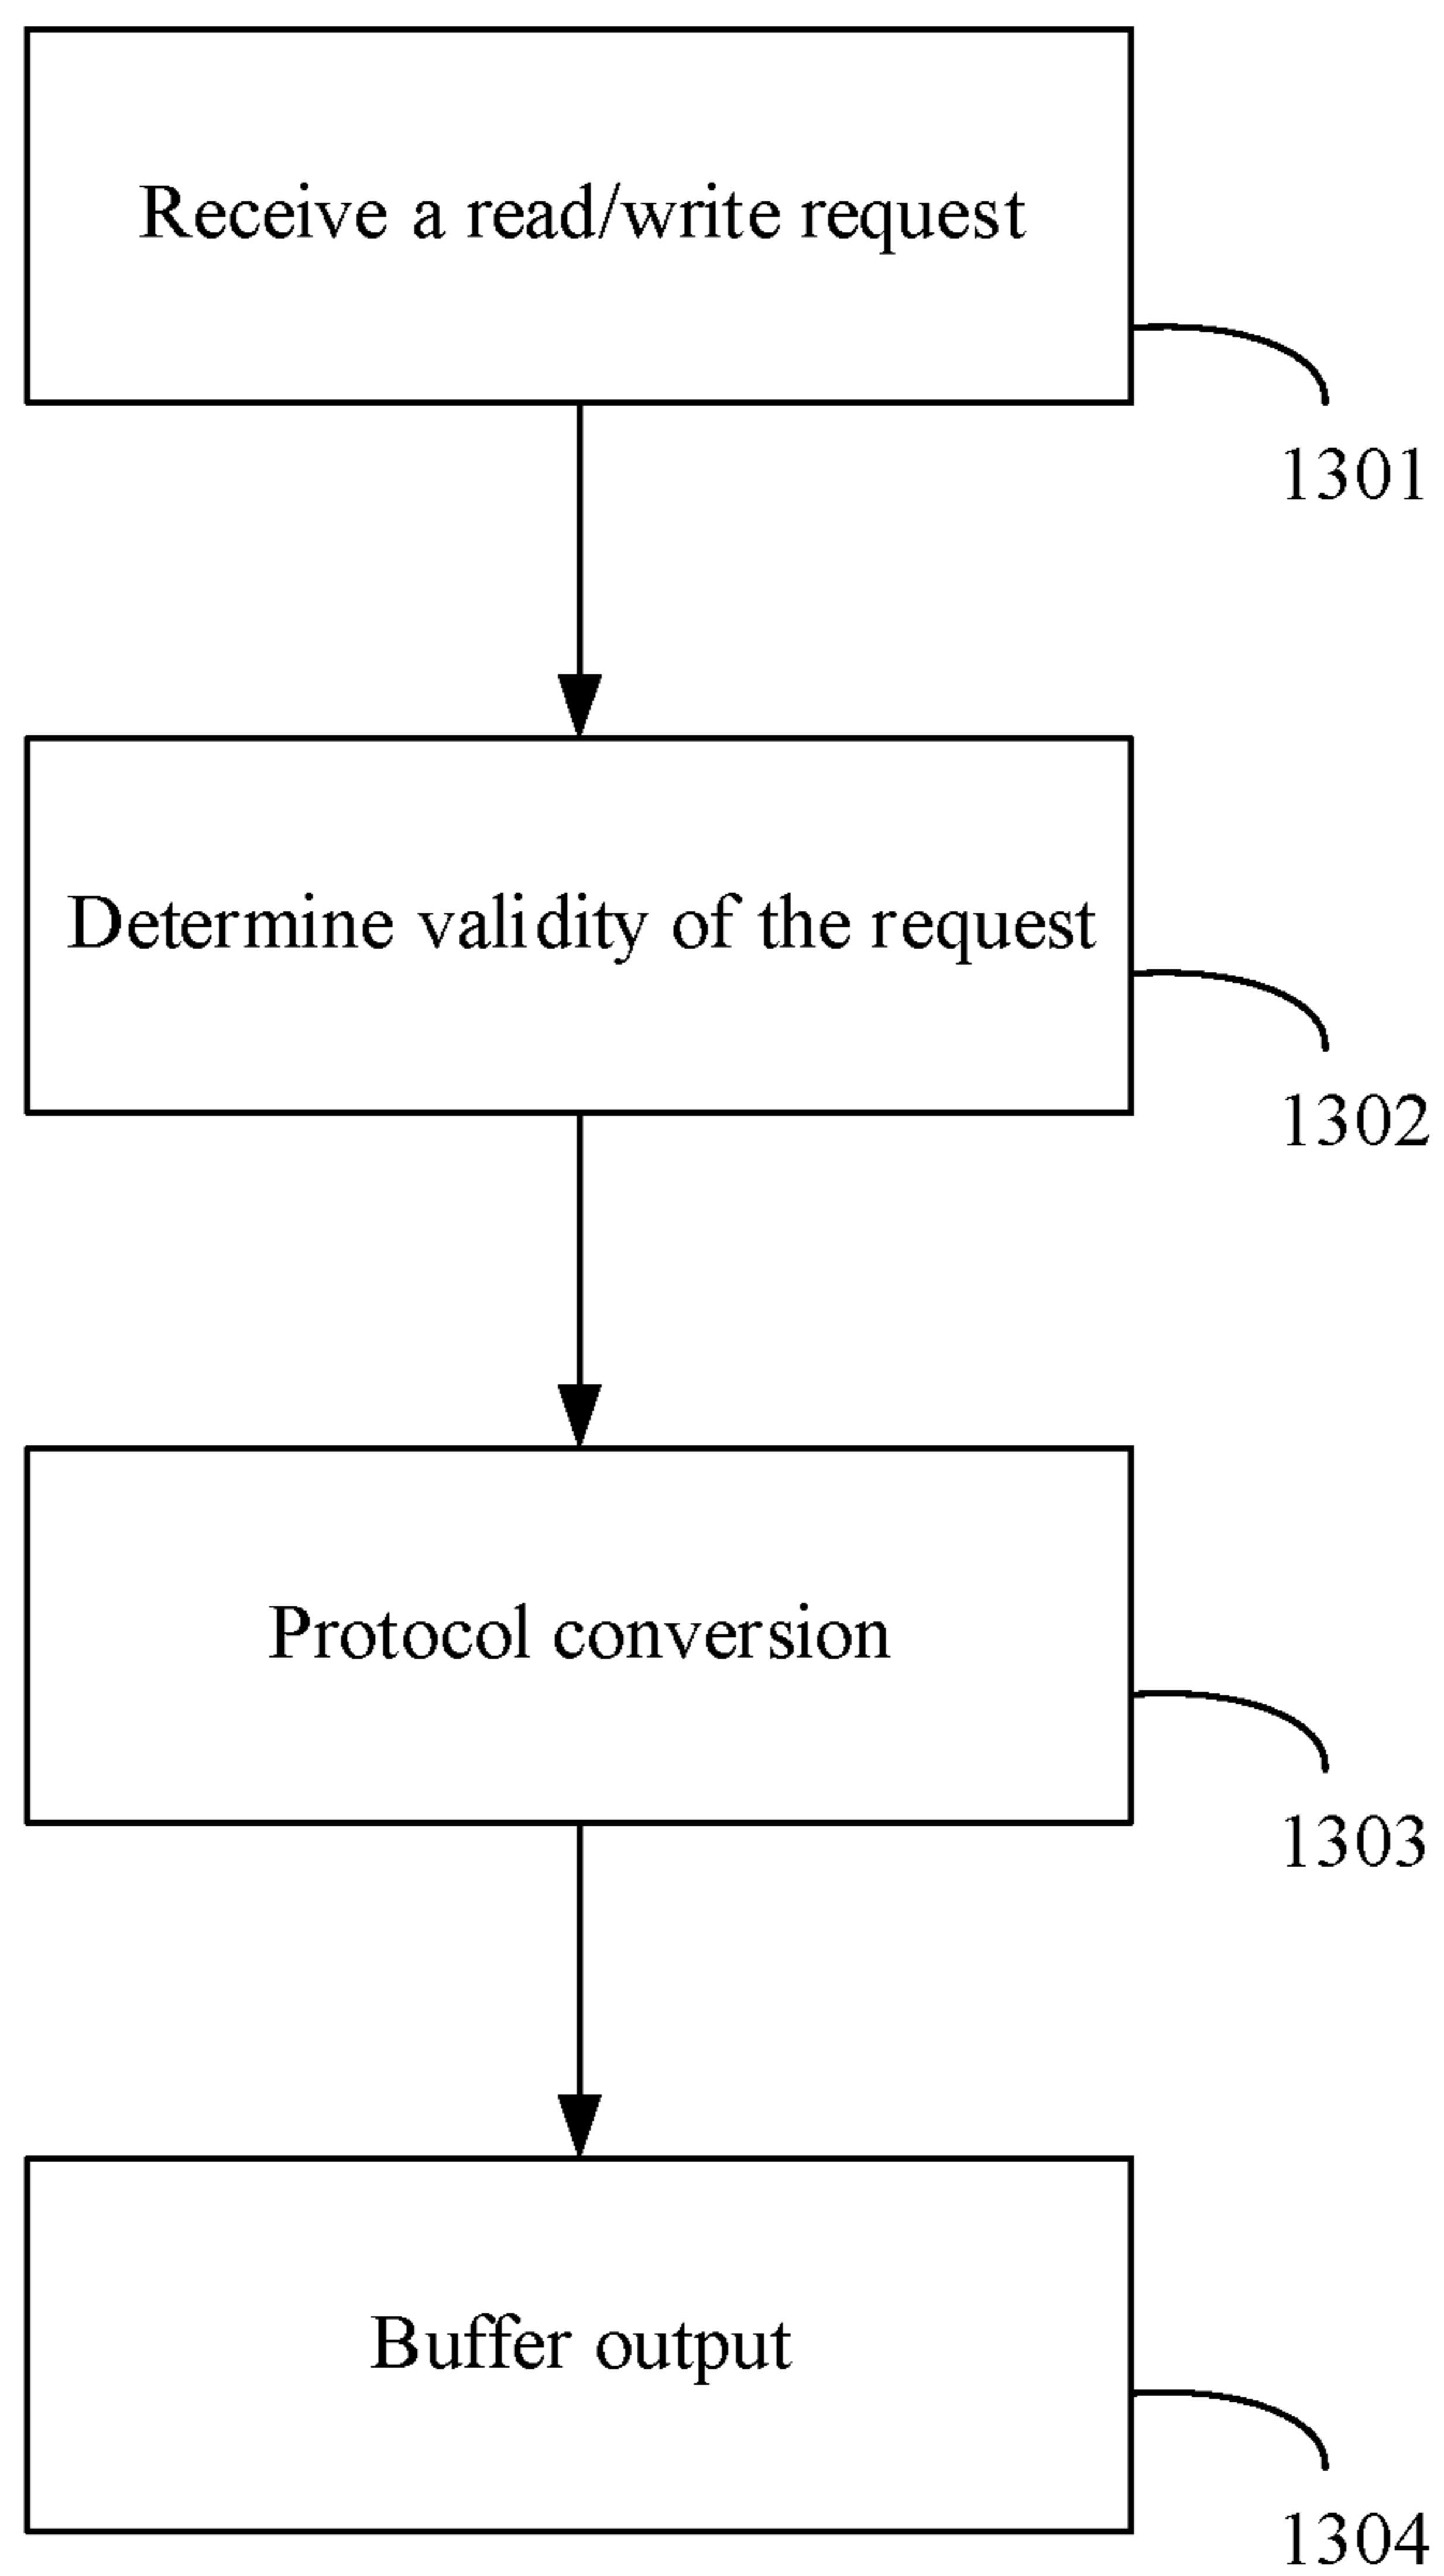 Receive a read/write request
1301
Determine validity of the request
1302
Protocol conversion
1303
Buffer output
1304